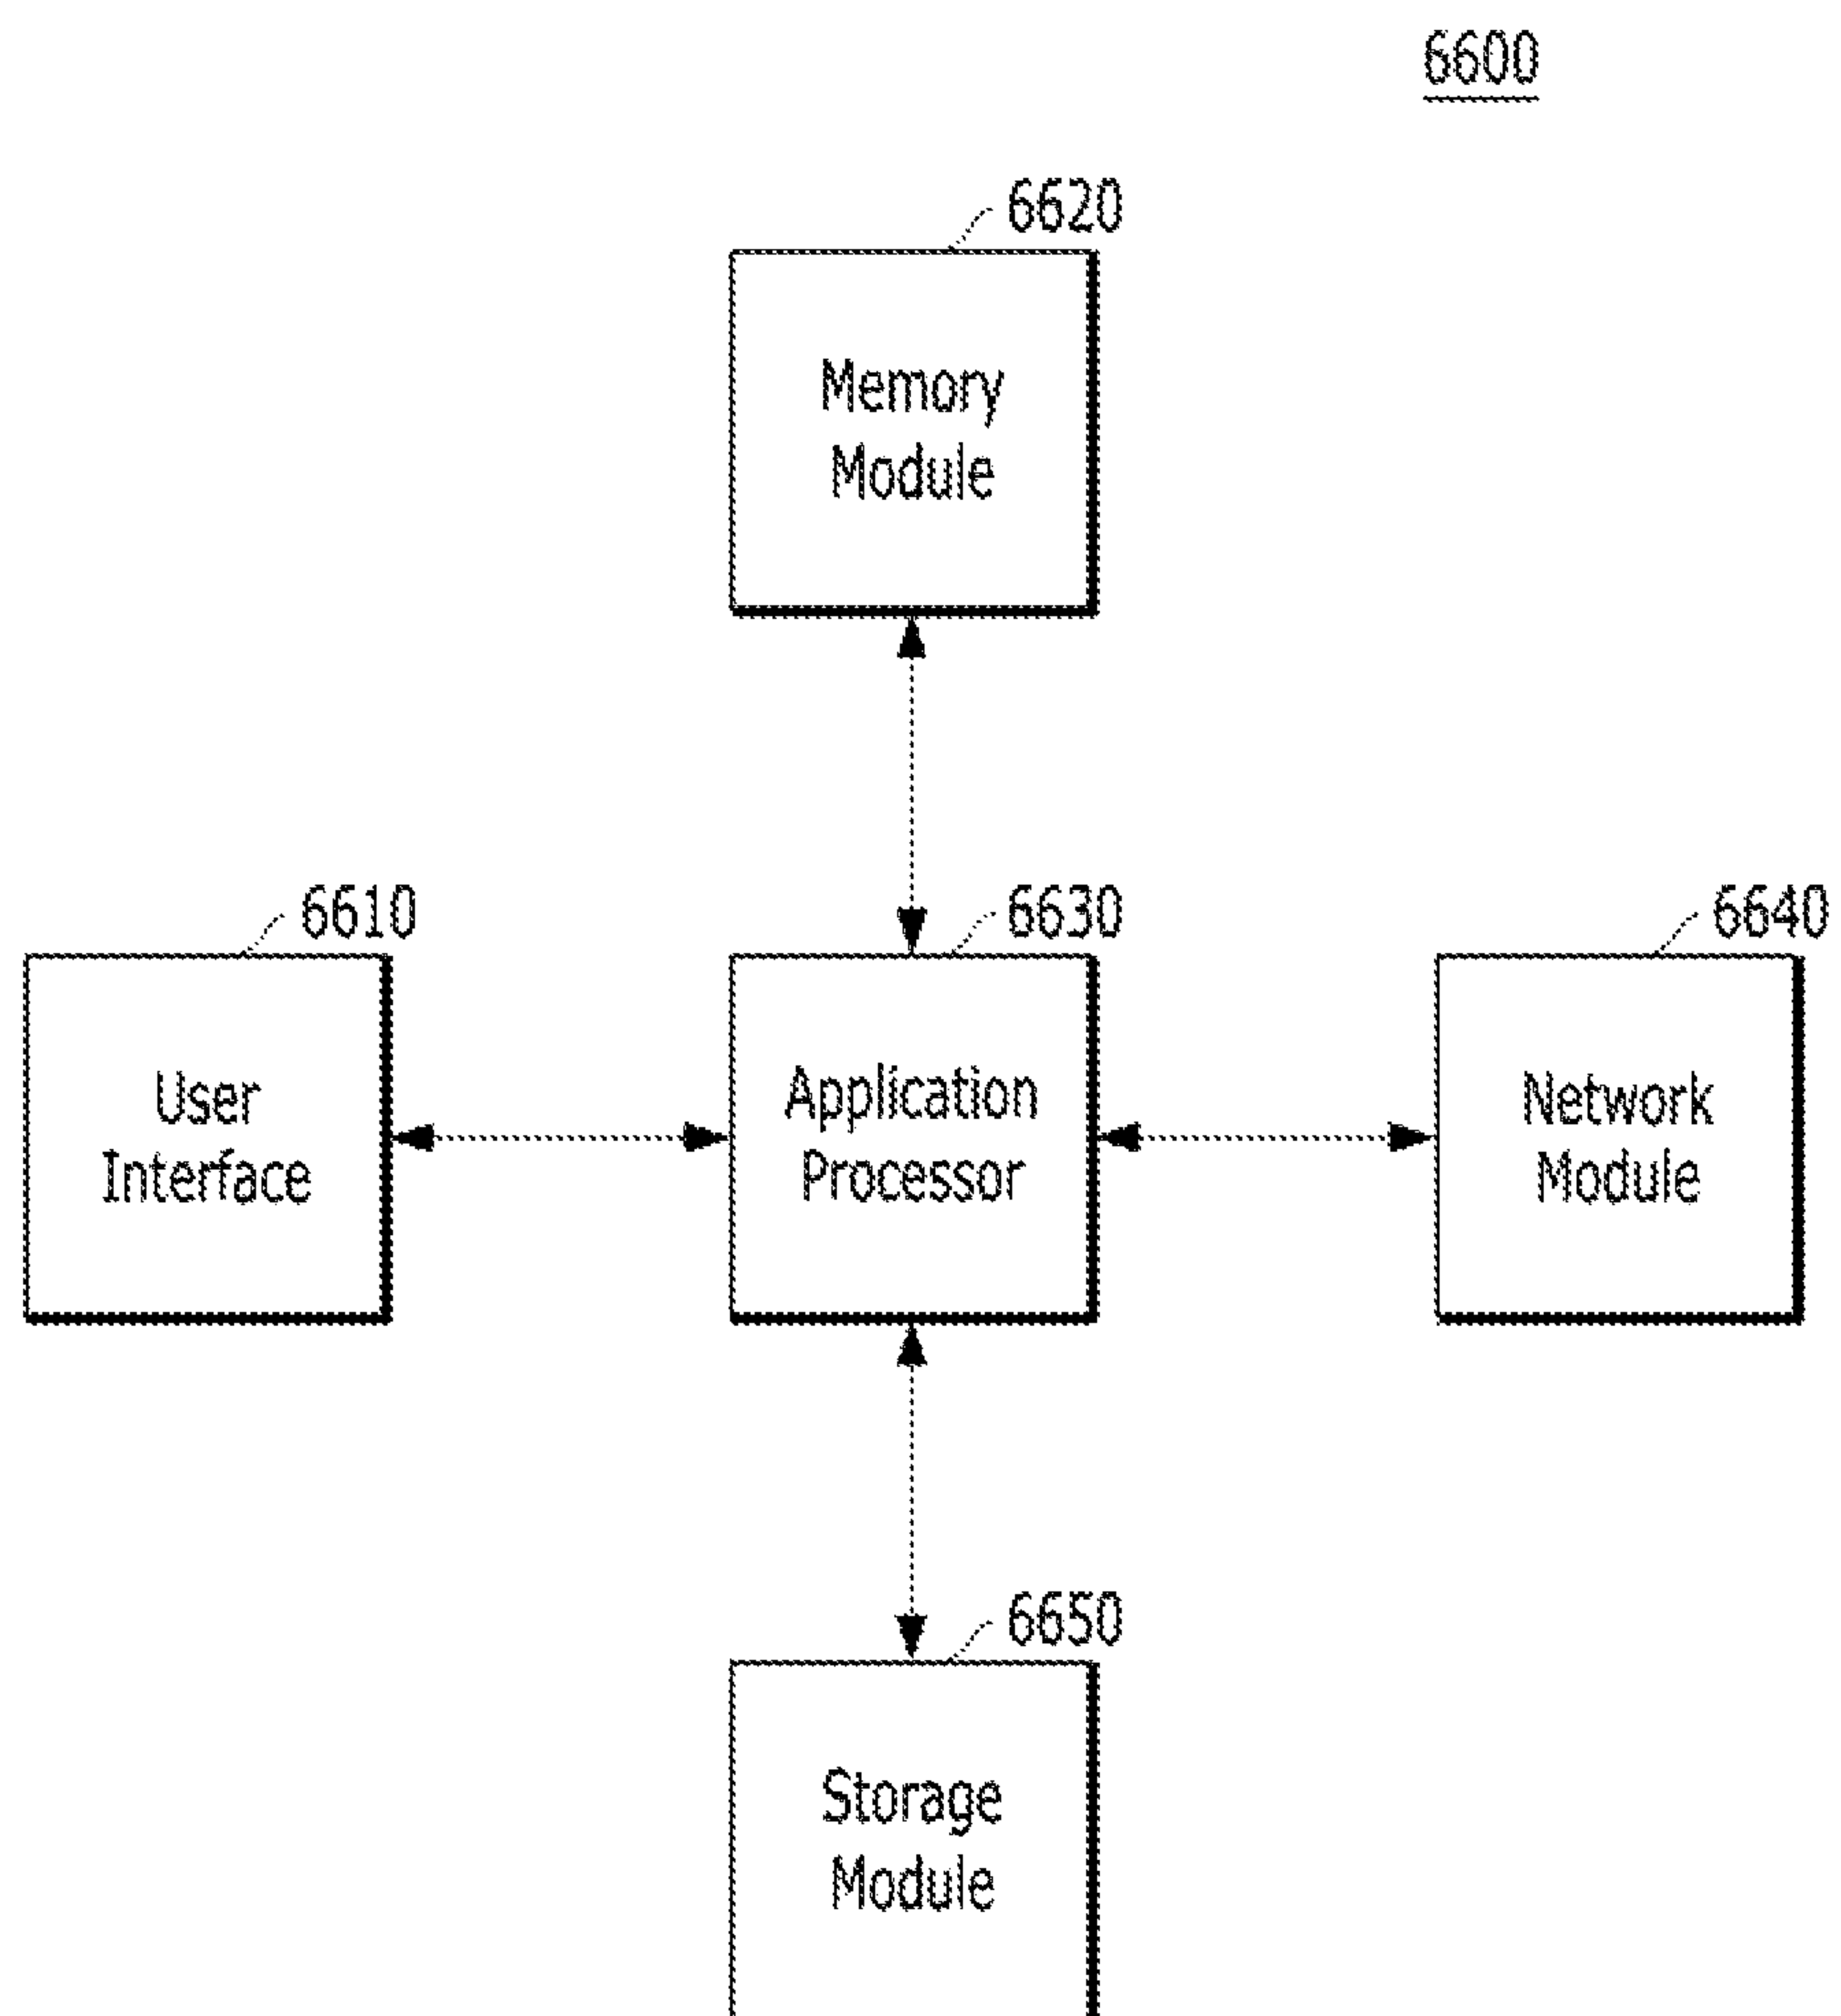 6600
6620
Memory
Module
6610
6630
6640
User
Interface
Application
Processor
Network
Module
6650
Storage
Module